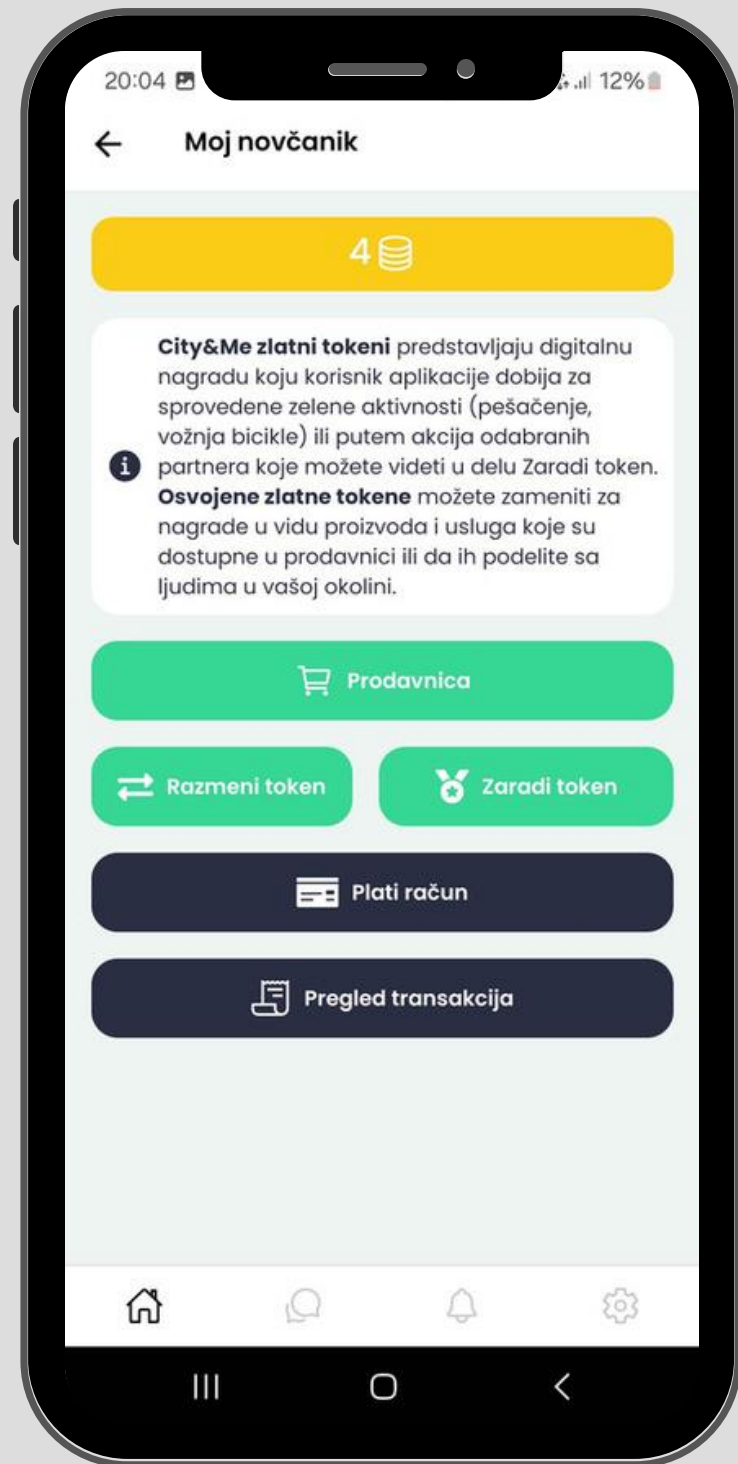 20:04 12%
Moj novčanik
4
City&Me zlatni tokeni predstavljaju digitalnu
nagradu koju korisnik aplikacije dobija za
sprovedene zelene aktivnosti (pešačenje,
vožnja bicikle) ili putem akcija odabranih
partnera koje možete videti u delu Zaradi token.
Osvojene zlatne tokene možete zameniti za
nagrade u vidu proizvoda i usluga koje su
dostupne u prodavnici ili da ih podelite sa
ljudima u vašoj okolini.
Prodavnica
Razmeni token Zaradi token
Plati račun
Pregled transakcija